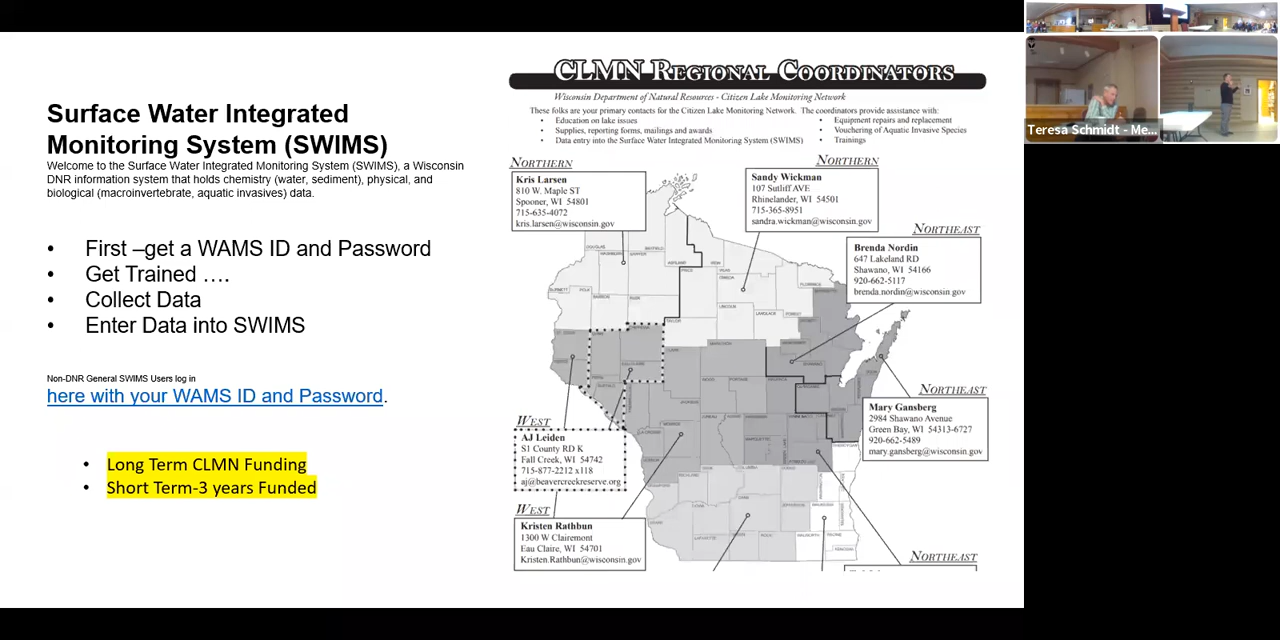 Surface Water Integrated
Monitoring System (SWIMS)
Welcome to the Surface Water Integrated Monitoring System (SWIMS), a Wisconsin
DNR information system that holds chemistry (water, sediment), physical, and
biological (macroinvertebrate, aquatic invasives) data.
• First –get a WAMS ID and Password
• Get Trained ….
• Collect Data
• Enter Data into SWIMS
Non-DNR General SWIMS Users log in
here with your WAMS ID and Password.
• Long Term CLMN Funding
• Short Term-3 years Funded
CLMN Regional Coordinators
Wisconsin Department of Natural Resources - Citizen Lake Monitoring Network
These folks are your primary contacts for the Citizen Lake Monitoring Network. The coordinators provide assistance with:
• Education on lake issues
• Supplies, reporting forms, mailings and awards
• Data entry into the Surface Water Integrated Monitoring System (SWIMS)
• Equipment repairs and replacement
• Vouchering of Aquatic Invasive Species
• Trainings
Northern
Kris Larsen
810 W. Maple ST
Spooner, WI 54801
715-635-4072
kris.larsen@wisconsin.gov
Northern
Sandy Wickman
107 Sutliff AVE
Rhinelander, WI 54501
715-365-8951
sandra.wickman@wisconsin.gov
Northeast
Brenda Nordin
647 Lakeland RD
Shawano, WI 54166
920-662-5117
brenda.nordin@wisconsin.gov
Northeast
Mary Gansberg
2984 Shawano Avenue
Green Bay, WI 54313-6727
920-662-5489
mary.gansberg@wisconsin.gov
West
AJ Leiden
S1 County RD K
Fall Creek, WI 54742
715-877-2212 x118
aj@beavercreekreserve.org
West
Kristen Rathbun
1300 W Clairemont
Eau Claire, WI 54701
Kristen.Rathbun@wisconsin.gov
Northeast
Teresa Schmidt - Me...